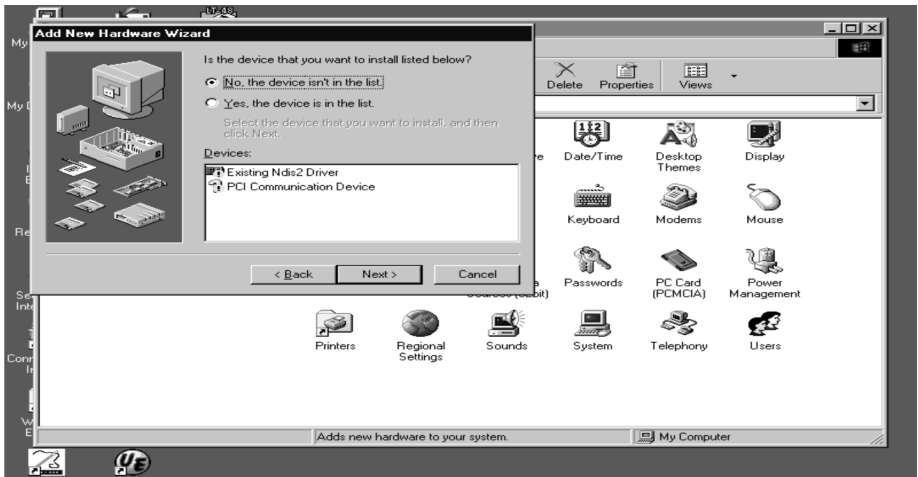 LT-48
My
Add New Hardware Wizard
Is the device that you want to install listed below?
No, the device isn't in the list.
Yes, the device is in the list.
Select the device that you want to install, and then
click Next.
Devices:
Existing Ndis2 Driver
PCI Communication Device
< Back
Next >
Cancel
Delete
Properties
Views
Date/Time
Desktop
Themes
Display
Keyboard
Modems
Mouse
Passwords
PC Card
(PCMCIA)
Power
Management
Printers
Regional
Settings
Sounds
System
Telephony
Users
Adds new hardware to your system.
My Computer
UE